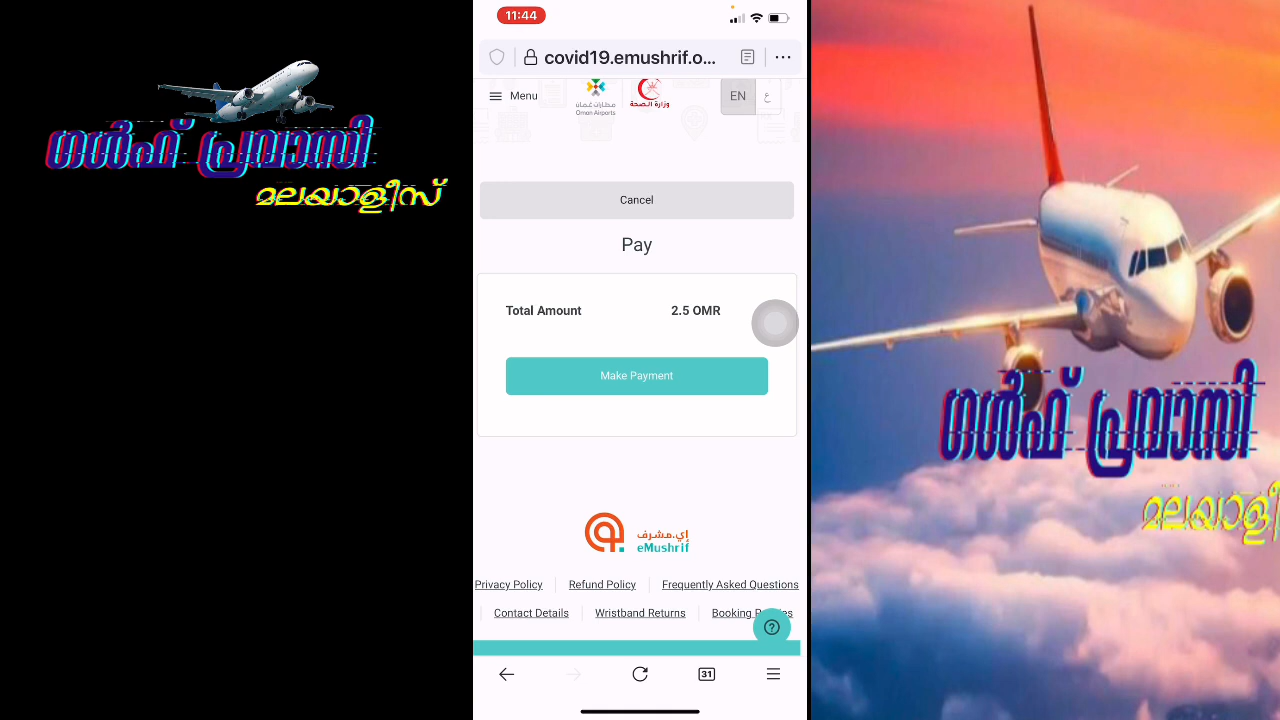 ഗൾഫ് പ്രവാസി
മലയാളീസ്
11:44
covid19.emushrif.o...
Menu
مطارات عُمان
Oman Airports
وزارة الصحة
EN
ع
Cancel
Pay
Total Amount 2.5 OMR
Make Payment
إي.مشرف
eMushrif
Privacy Policy Refund Policy Frequently Asked Questions
Contact Details Wristband Returns Booking
31
ഗൾഫ് പ്രവാസി